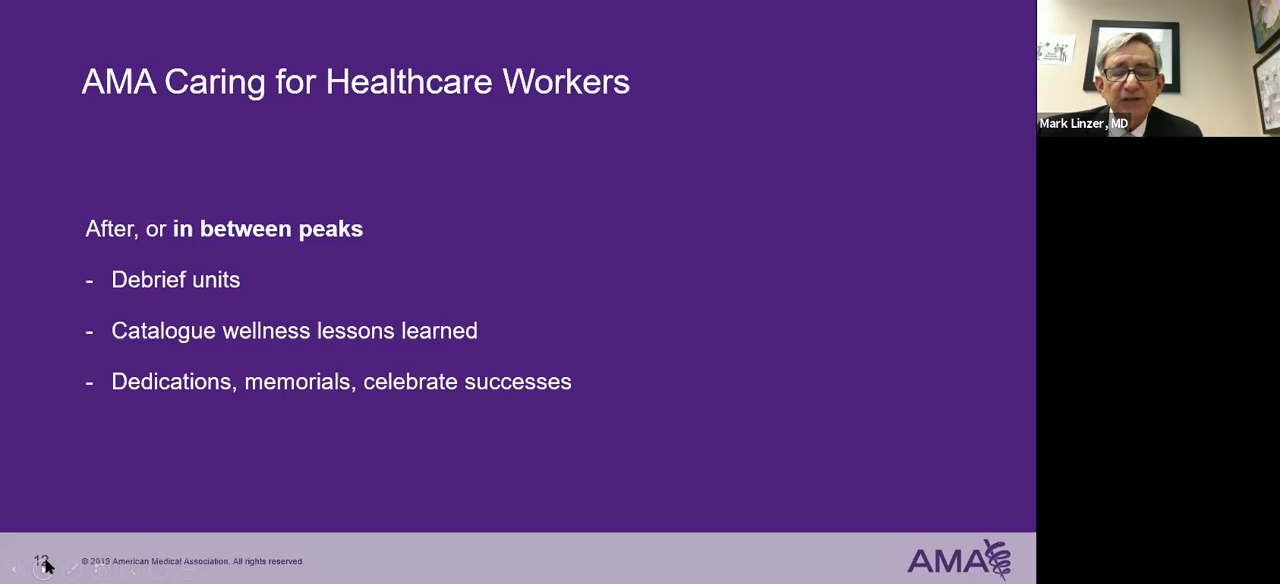 AMA Caring for Healthcare Workers
Mark Linzer, MD
After, or in between peaks
- Debrief units
- Catalogue wellness lessons learned
- Dedications, memorials, celebrate successes
12
© 2019 American Medical Association. All rights reserved.
AMA